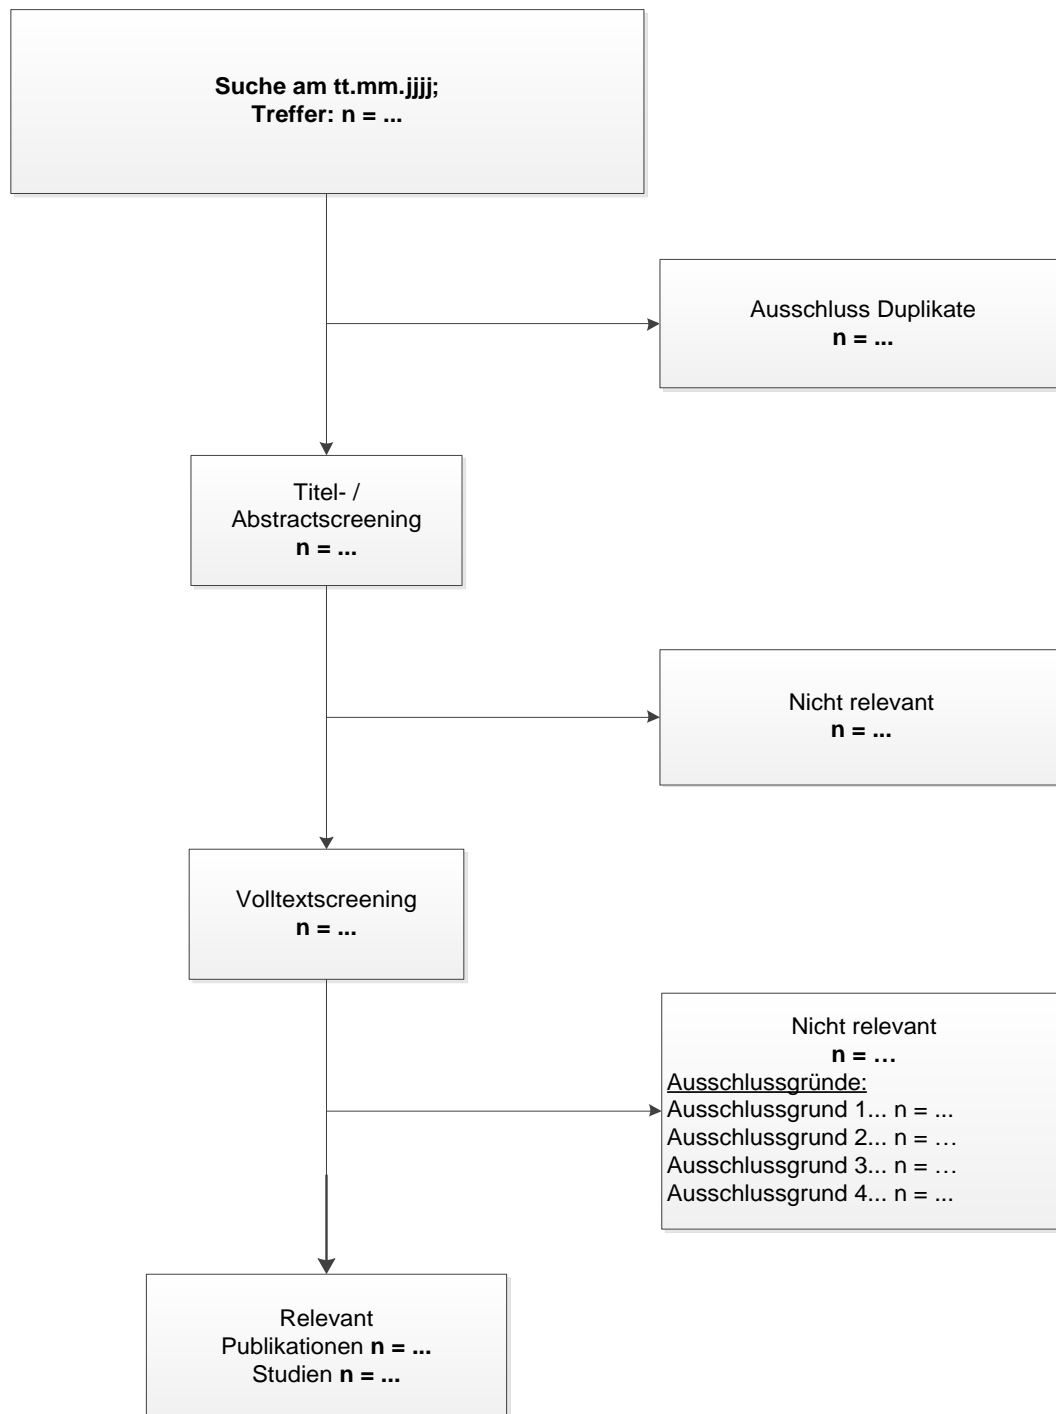 Suche am tt.mm.jjjj;
Treffer: n = ...
Ausschluss Duplikate
n = ...
Titel- /
Abstractscreening
n = ...
Nicht relevant
n = ...
Volltextscreening
n = ...
Nicht relevant
n = …
Ausschlussgründe:
Ausschlussgrund 1... n = ...
Ausschlussgrund 2... n = …
Ausschlussgrund 3... n = …
Ausschlussgrund 4... n = ...
Relevant
Publikationen n = ...
Studien n = ...